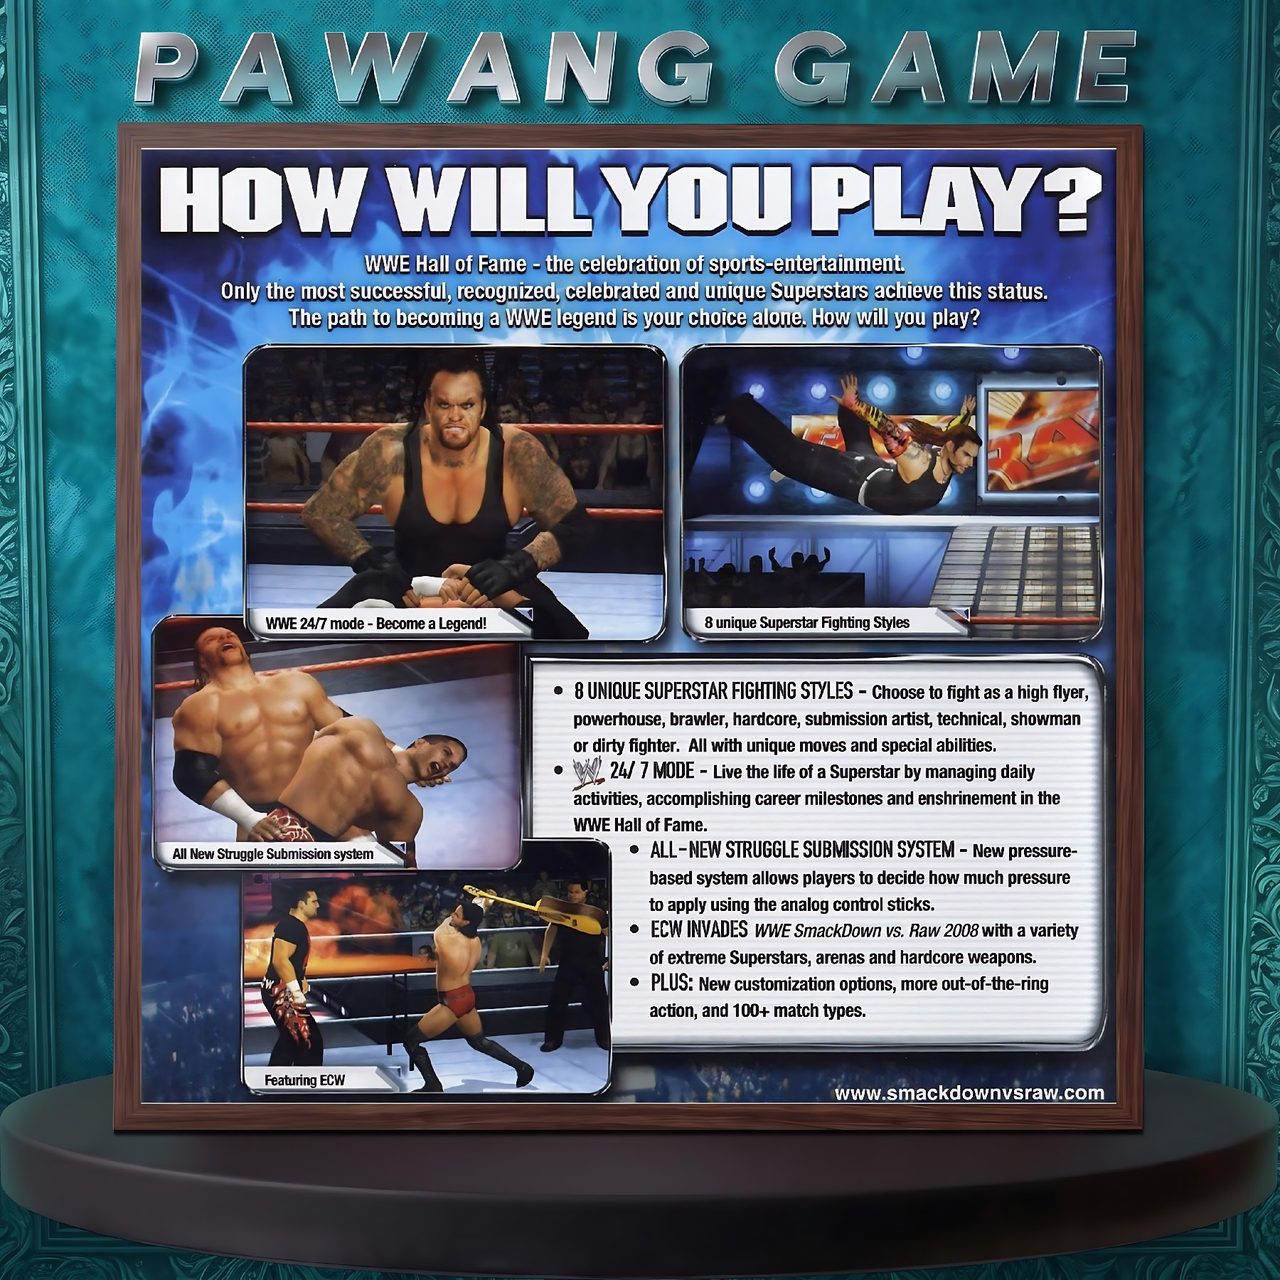 PAWANG GAME
HOW WILL YOU PLAY?
WWE Hall of Fame - the celebration of sports-entertainment.
Only the most successful, recognized, celebrated and unique Superstars achieve this status.
The path to becoming a WWE legend is your choice alone. How will you play?
WWE 24/7 mode - Become a Legend!
8 unique Superstar Fighting Styles
All New Struggle Submission system
Featuring ECW
• 8 UNIQUE SUPERSTAR FIGHTING STYLES - Choose to fight as a high flyer,
powerhouse, brawler, hardcore, submission artist, technical, showman
or dirty fighter. All with unique moves and special abilities.
• W 24/ 7 MODE - Live the life of a Superstar by managing daily
activities, accomplishing career milestones and enshrinement in the
WWE Hall of Fame.
• ALL-NEW STRUGGLE SUBMISSION SYSTEM - New pressure-
based system allows players to decide how much pressure
to apply using the analog control sticks.
• ECW INVADES WWE SmackDown vs. Raw 2008 with a variety
of extreme Superstars, arenas and hardcore weapons.
• PLUS: New customization options, more out-of-the-ring
action, and 100+ match types.
www.smackdownvsraw.com